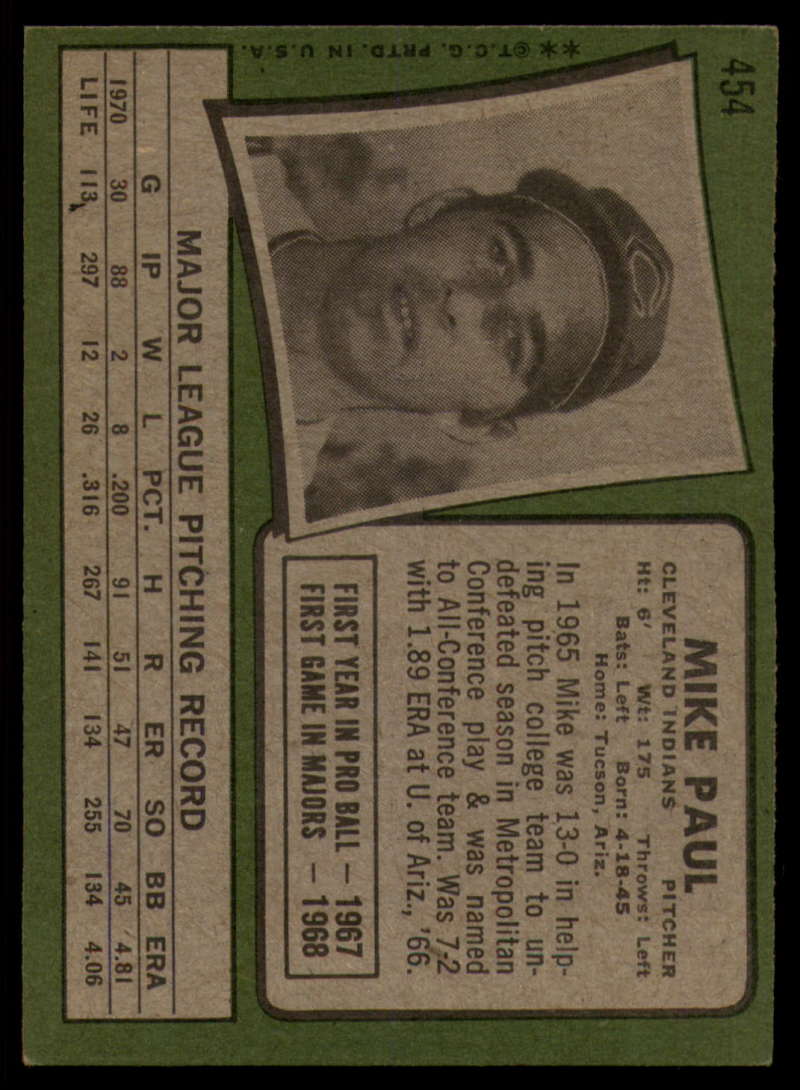 454
**©T.C.G. PRTD. IN U.S.A.
MIKE PAUL
CLEVELAND INDIANS PITCHER
Ht: 6' Wt: 175 Throws: Left
Bats: Left Born: 4-18-45
Home: Tucson, Ariz.
In 1965 Mike was 13-0 in help-
ing pitch college team to un-
defeated season in Metropolitan
Conference play & was named
to All-Conference team. Was 7-2
with 1.89 ERA at U. of Ariz., '66.
FIRST YEAR IN PRO BALL — 1967
FIRST GAME IN MAJORS — 1968
MAJOR LEAGUE PITCHING RECORD
G IP W L PCT. H R ER SO BB ERA
1970 30 88 2 8 .200 91 51 47 70 45 4.81
LIFE 113 297 12 26 .316 267 141 134 255 134 4.06